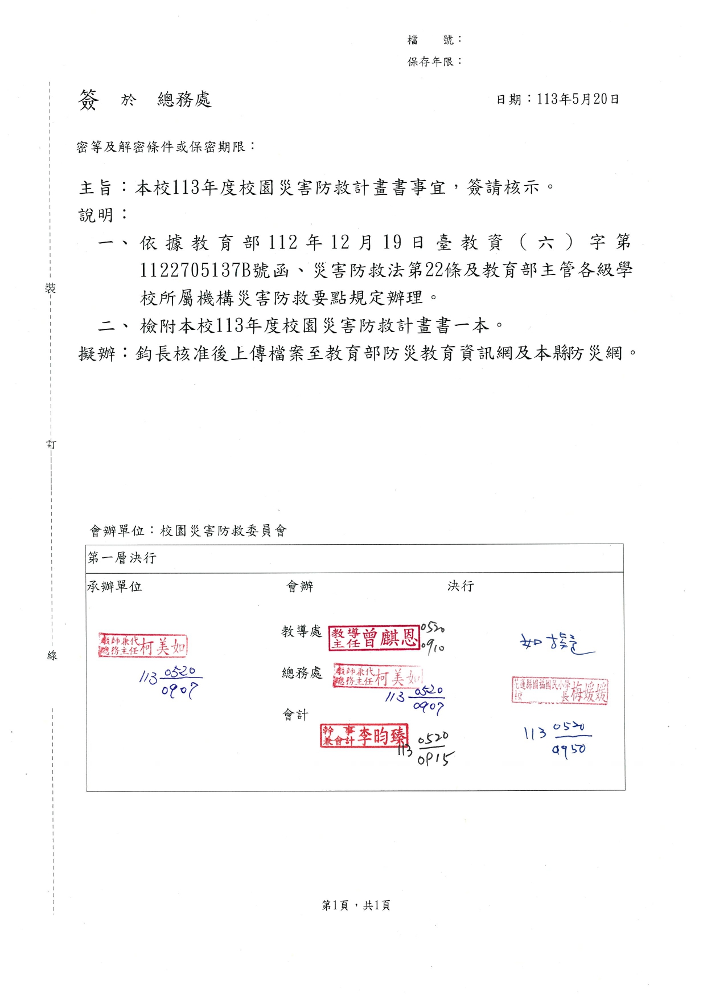 檔　　號：
保存年限：
簽　於　總務處　日期：113年5月20日
密等及解密條件或保密期限：
主旨：本校113年度校園災害防救計畫書事宜，簽請核示。
說明：
一、依據教育部112年12月19日臺教資（六）字第
1122705137B號函、災害防救法第22條及教育部主管各級學
校所屬機構災害防救要點規定辦理。
二、檢附本校113年度校園災害防救計畫書一本。
擬辦：鈞長核准後上傳檔案至教育部防災教育資訊網及本縣防災網。
裝
訂
線
會辦單位：校園災害防救委員會
第一層決行
承辦單位　會辦　決行
教師兼代
總務主任 柯美如
113 0520
0907
教導處 教導主任 曾麒恩 0520
0910
總務處 教師兼代總務主任 柯美如
113 0520
0907
會計
幹事兼會計 李昀臻
113 0520
0915
如擬
花蓮縣國福國民小學
校長 梅媛媛
113 0520
0950
第1頁，共1頁